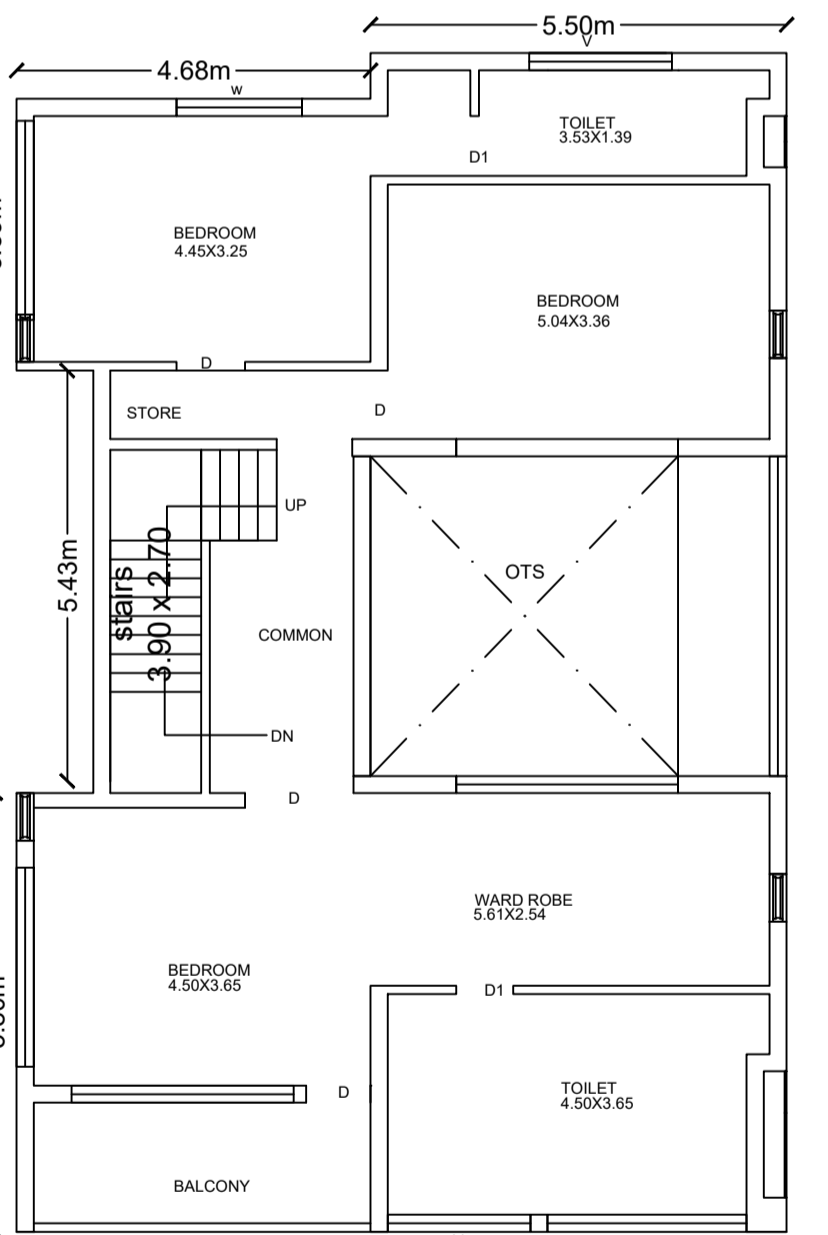 5.50m
V
4.68m
w
TOILET
3.53X1.39
D1
BEDROOM
4.45X3.25
BEDROOM
5.04X3.36
D
STORE
D
UP
stairs
3.90 x 2.70
5.43m
OTS
COMMON
DN
D
WARD ROBE
5.61X2.54
BEDROOM
4.50X3.65
D1
D
TOILET
4.50X3.65
BALCONY